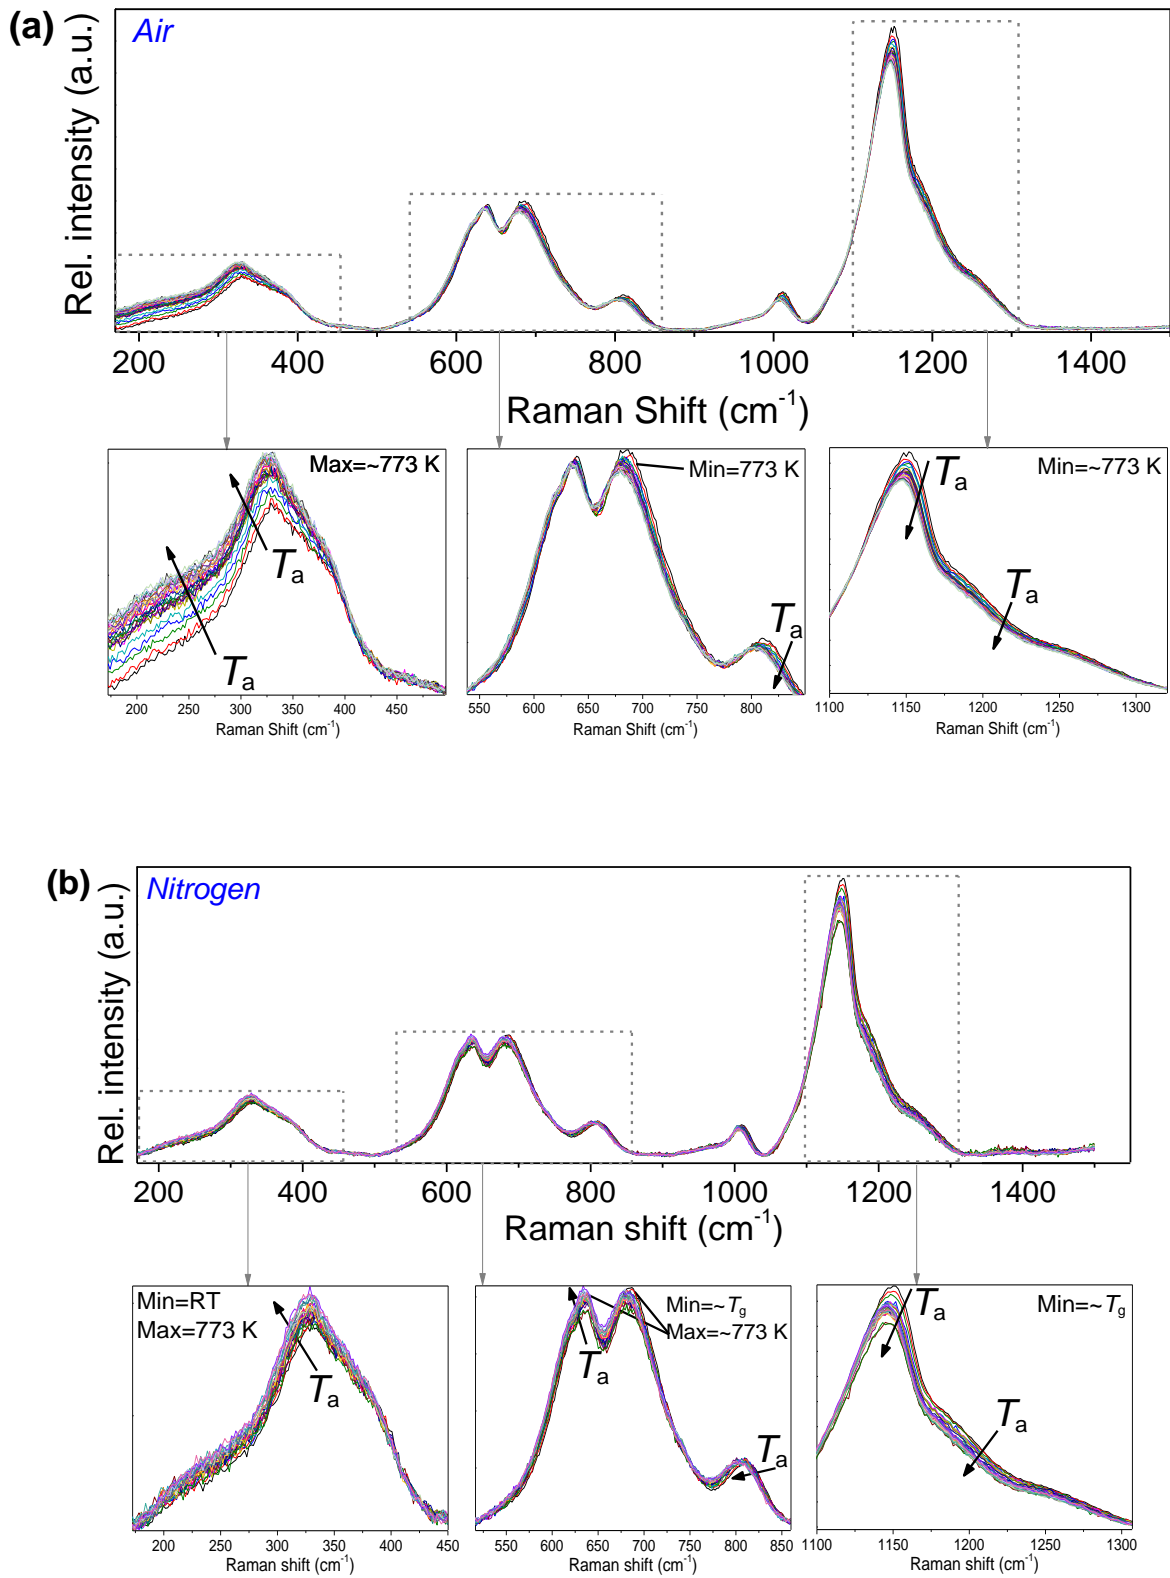 (a)
Air
Rel. intensity (a.u.)
200 400 600 800 1000 1200 1400
Raman Shift (cm-1)
Max=~773 K
Ta
Ta
200 250 300 350 400 450
Raman Shift (cm-1)
Min=773 K
Ta
550 600 650 700 750 800
Raman Shift (cm-1)
Min=~773 K
Ta
Ta
1100 1150 1200 1250 1300
Raman Shift (cm-1)
(b)
Nitrogen
Rel. intensity (a.u.)
200 400 600 800 1000 1200 1400
Raman shift (cm-1)
Min=RT
Max=773 K
Ta
200 250 300 350 400 450
Raman shift (cm-1)
Min=~Tg
Max=~773 K
Ta
Ta
550 600 650 700 750 800 850
Raman shift (cm-1)
Min=~Tg
Ta
Ta
1100 1150 1200 1250 1300
Raman shift (cm-1)